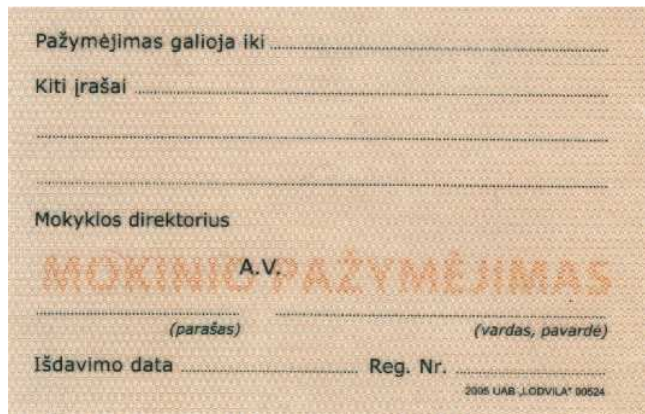 Pažymėjimas galioja iki
Kiti įrašai
Mokyklos direktorius
A.V.
MOKINIO PAŽYMĖJIMAS
(parašas) (vardas, pavardė)
Išdavimo data Reg. Nr.
2005 UAB „LODVILA" 00524